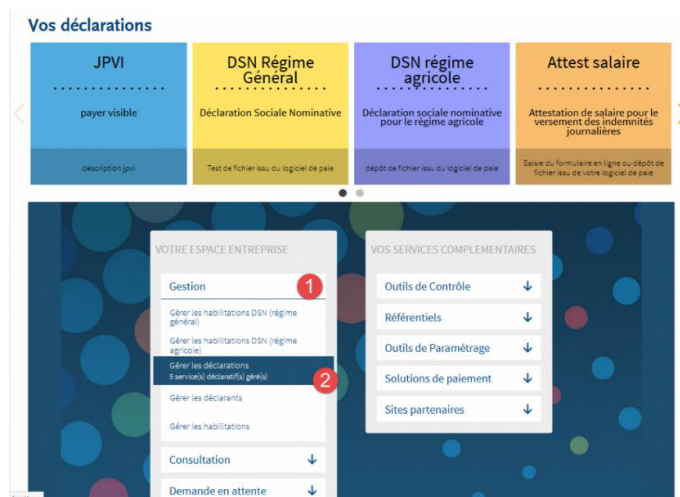 Vos déclarations
JPVI
payer visible
description jpvi
DSN Régime
Général
Déclaration Sociale Nominative
Test de fichier issu du logiciel de paie
DSN régime
agricole
Déclaration sociale nominative
pour le régime agricole
dépôt de fichier issu du logiciel de paie
Attest salaire
Attestation de salaire pour le
versement des indemnités
journalières
Saisie du formulaire en ligne ou dépôt de
fichier issu de votre logiciel de paie
VOTRE ESPACE ENTREPRISE
Gestion
1
Gérer les habilitations DSN (régime
général)
Gérer les habilitations DSN (régime
agricole)
Gérer les déclarations
5 service(s) déclaratif(s) géré(s)
2
Gérer les déclarants
Gérer les habilitations
Consultation
Demande en attente
VOS SERVICES COMPLEMENTAIRES
Outils de Contrôle
Référentiels
Outils de Paramétrage
Solutions de paiement
Sites partenaires